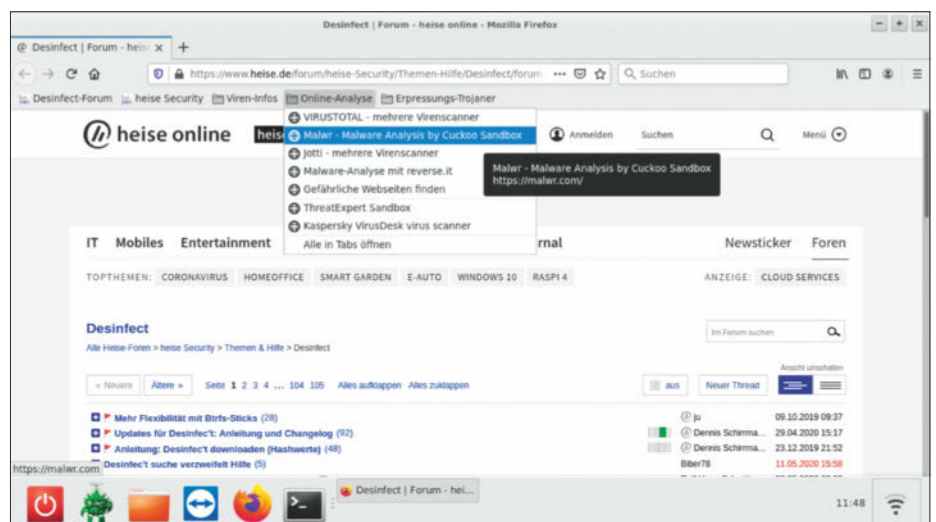 Desinfect | Forum - heise online - Mozilla Firefox
Desinfect | Forum - heis
https://www.heise.de/forum/heise-Security/Themen-Hilfe/Desinfect/forum
Suchen
Desinfect-Forum heise Security Viren-Infos Online-Analyse Erpressungs-Trojaner
VIRUSTOTAL - mehrere Virenscanner
Malwr - Malware Analysis by Cuckoo Sandbox
Jotti - mehrere Virenscanner
Malware-Analyse mit reverse.it
Gefährliche Webseiten finden
ThreatExpert Sandbox
Kaspersky VirusDesk virus scanner
Alle in Tabs öffnen
Malwr - Malware Analysis by Cuckoo Sandbox
https://malwr.com/
heise online
heise
Anmelden Suchen Menü
IT Mobiles Entertainment rnal Newsticker Foren
TOPTHEMEN: CORONAVIRUS HOMEOFFICE SMART GARDEN E-AUTO WINDOWS 10 RASPI 4 ANZEIGE: CLOUD SERVICES
Desinfect
Im Forum suchen
Alle Heise-Foren > heise Security > Themen & Hilfe > Desinfect
Ansicht umschalten
« Neuere Ältere » Seite 1 2 3 4 ... 104 105 Alles aufklappen Alles zuklappen aus Neuer Thread
Mehr Flexibilität mit Btrfs-Sticks (28) ju 09.10.2019 09:37
Updates für Desinfec't: Anleitung und Changelog (92) Dennis Schirrma... 29.04.2020 15:17
Anleitung: Desinfec't downloaden (Hashwerte) (48) Dennis Schirrma... 23.12.2019 21:52
Desinfec't suche verzweifelt Hilfe (5) Biber78 11.05.2020 15:58
https://malwr.com
Desinfect | Forum - hei...
11:48